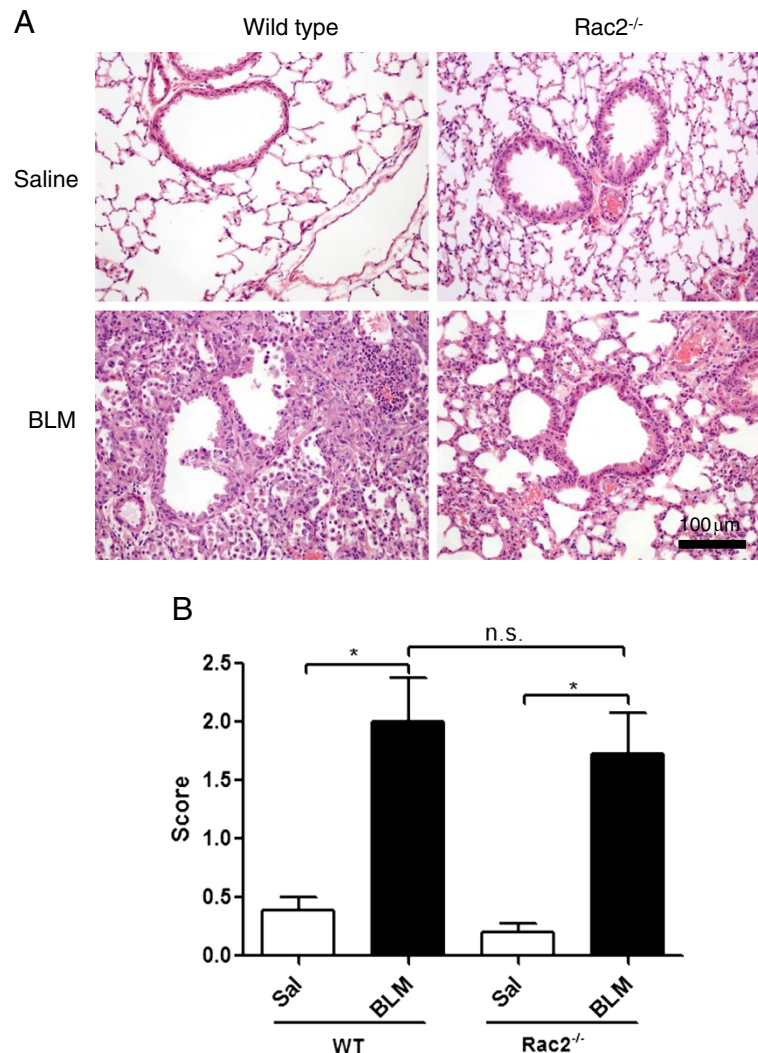 A
Wild type
Rac2⁻/⁻
Saline
BLM
100 µm
B
n.s.
*
*
2.5
2.0
1.5
1.0
0.5
0.0
Score
Sal
BLM
Sal
BLM
WT
Rac2⁻/⁻